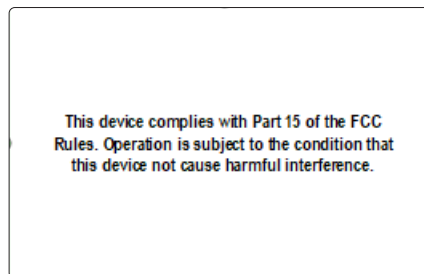 This device complies with Part 15 of the FCC
Rules. Operation is subject to the condition that
this device not cause harmful interference.